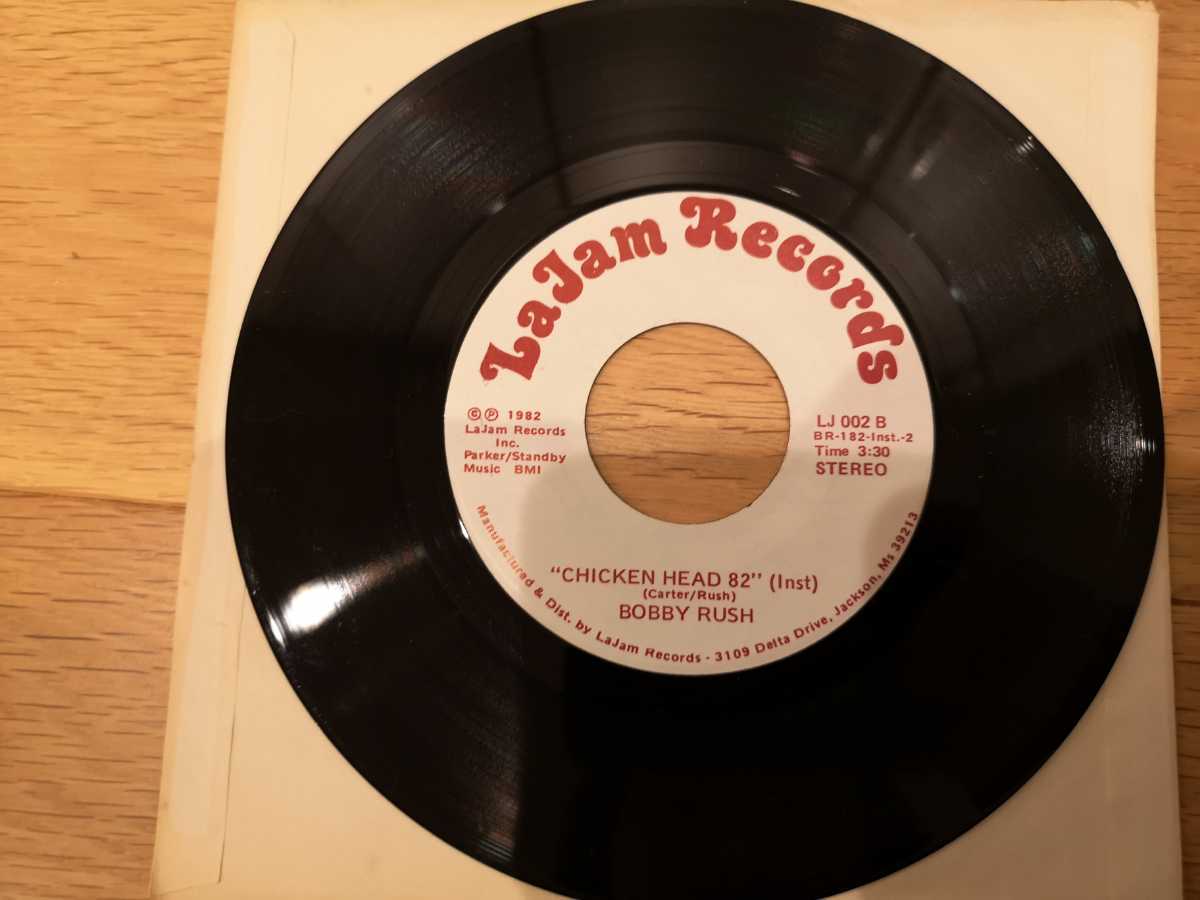 LaJam Records
© ℗ 1982
LaJam Records
Inc.
Parker/Standby
Music BMI
LJ 002 B
BR-182-Inst.-2
Time 3:30
STEREO
"CHICKEN HEAD 82" (Inst)
(Carter/Rush)
BOBBY RUSH
Manufactured & Dist. by LaJam Records - 3109 Delta Drive, Jackson, Ms 39213